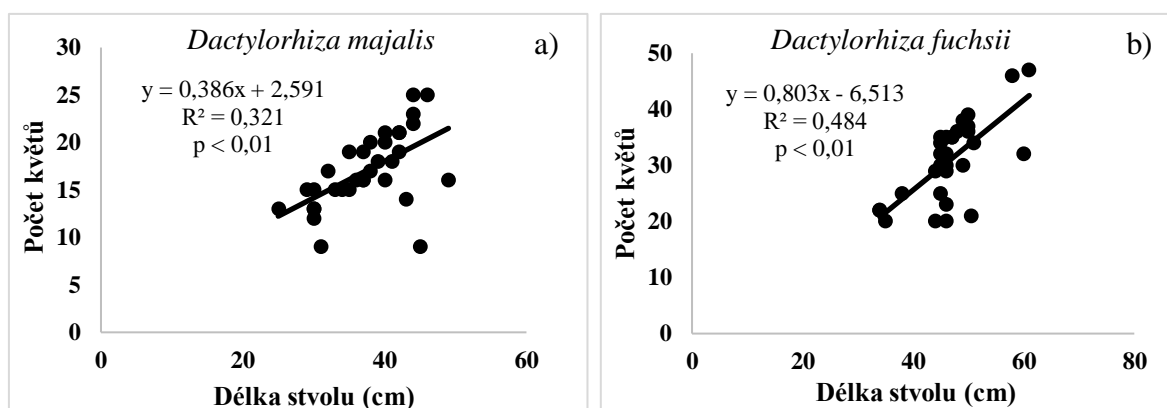 Dactylorhiza majalis
a)
y = 0,386x + 2,591
R² = 0,321
p < 0,01
Počet květů
30
25
20
15
10
5
0
0 20 40 60
Délka stvolu (cm)
Dactylorhiza fuchsii
b)
y = 0,803x - 6,513
R² = 0,484
p < 0,01
Počet květů
50
40
30
20
10
0
0 20 40 60 80
Délka stvolu (cm)